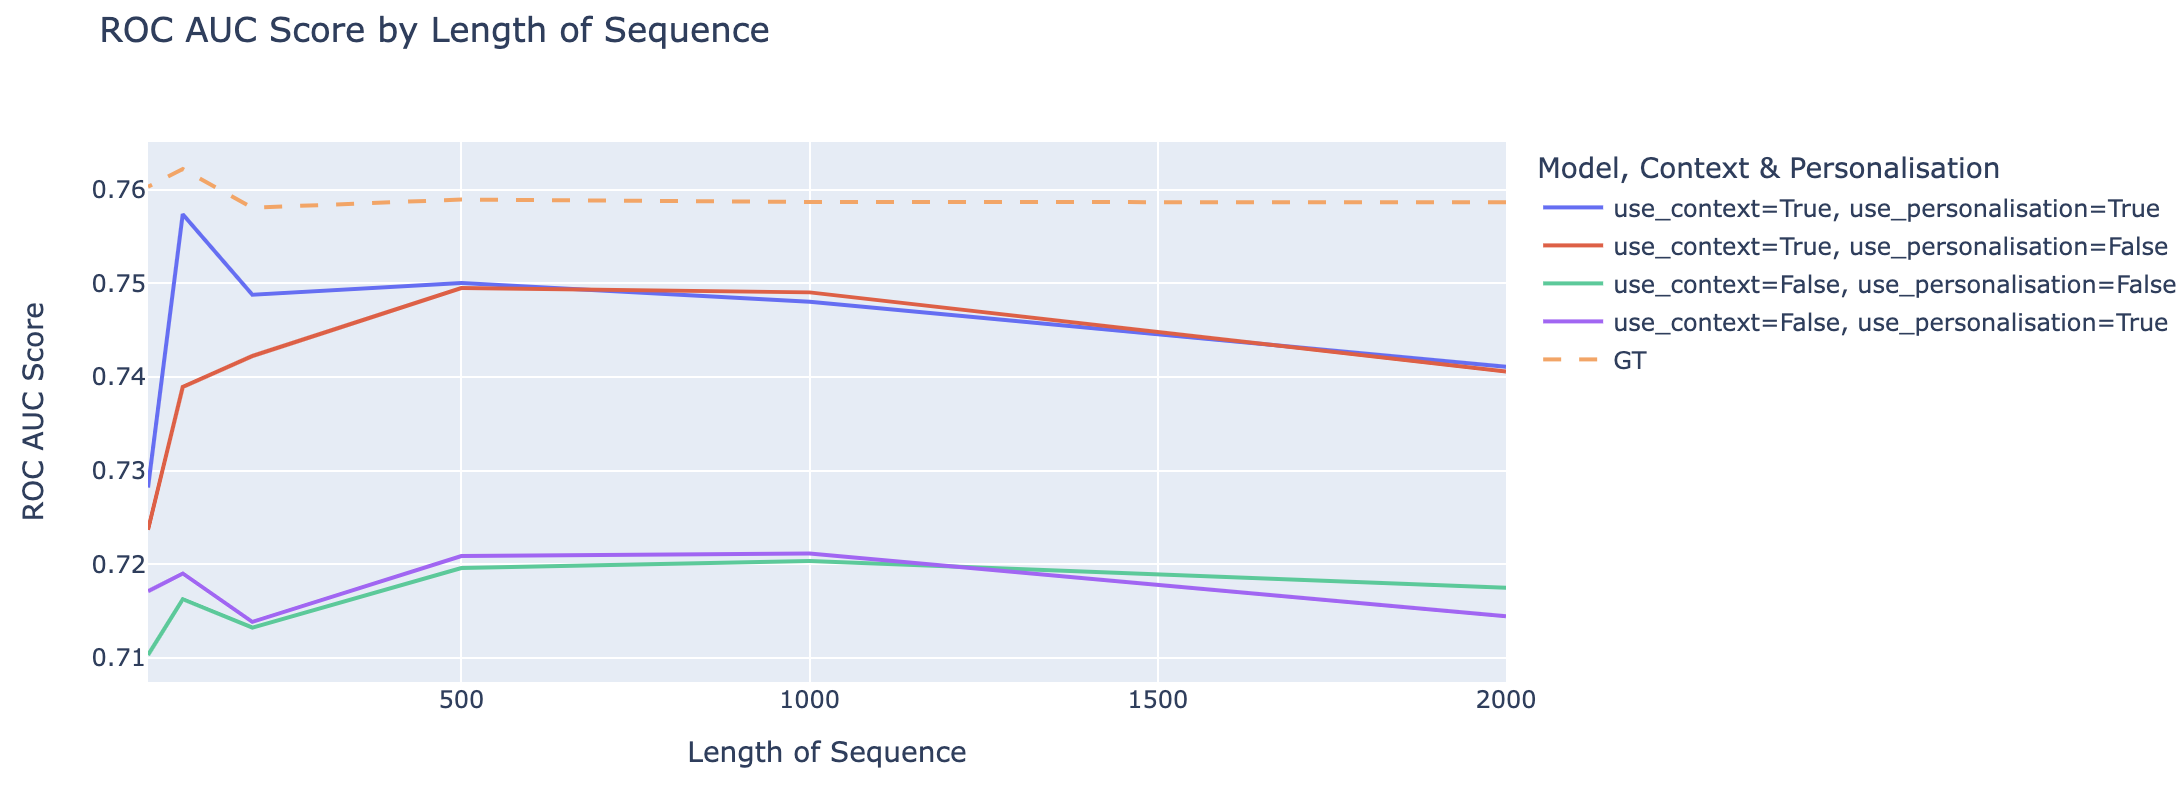 ROC AUC Score by Length of Sequence
ROC AUC Score
0.76
0.75
0.74
0.73
0.72
0.71
500
1000
1500
2000
Length of Sequence
Model, Context & Personalisation
use_context=True, use_personalisation=True
use_context=True, use_personalisation=False
use_context=False, use_personalisation=False
use_context=False, use_personalisation=True
GT